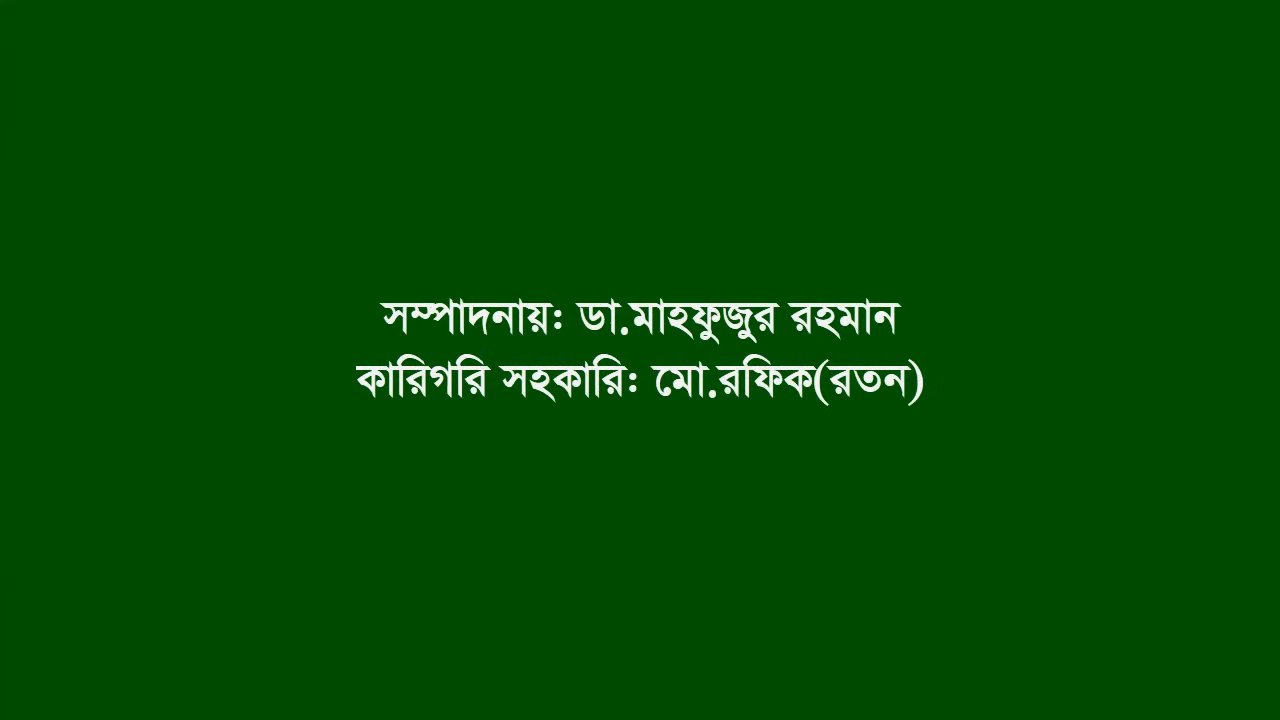 সম্পাদনায়ঃ ডা.মাহফুজুর রহমান
কারিগরি সহকারিঃ মো.রফিক(রতন)